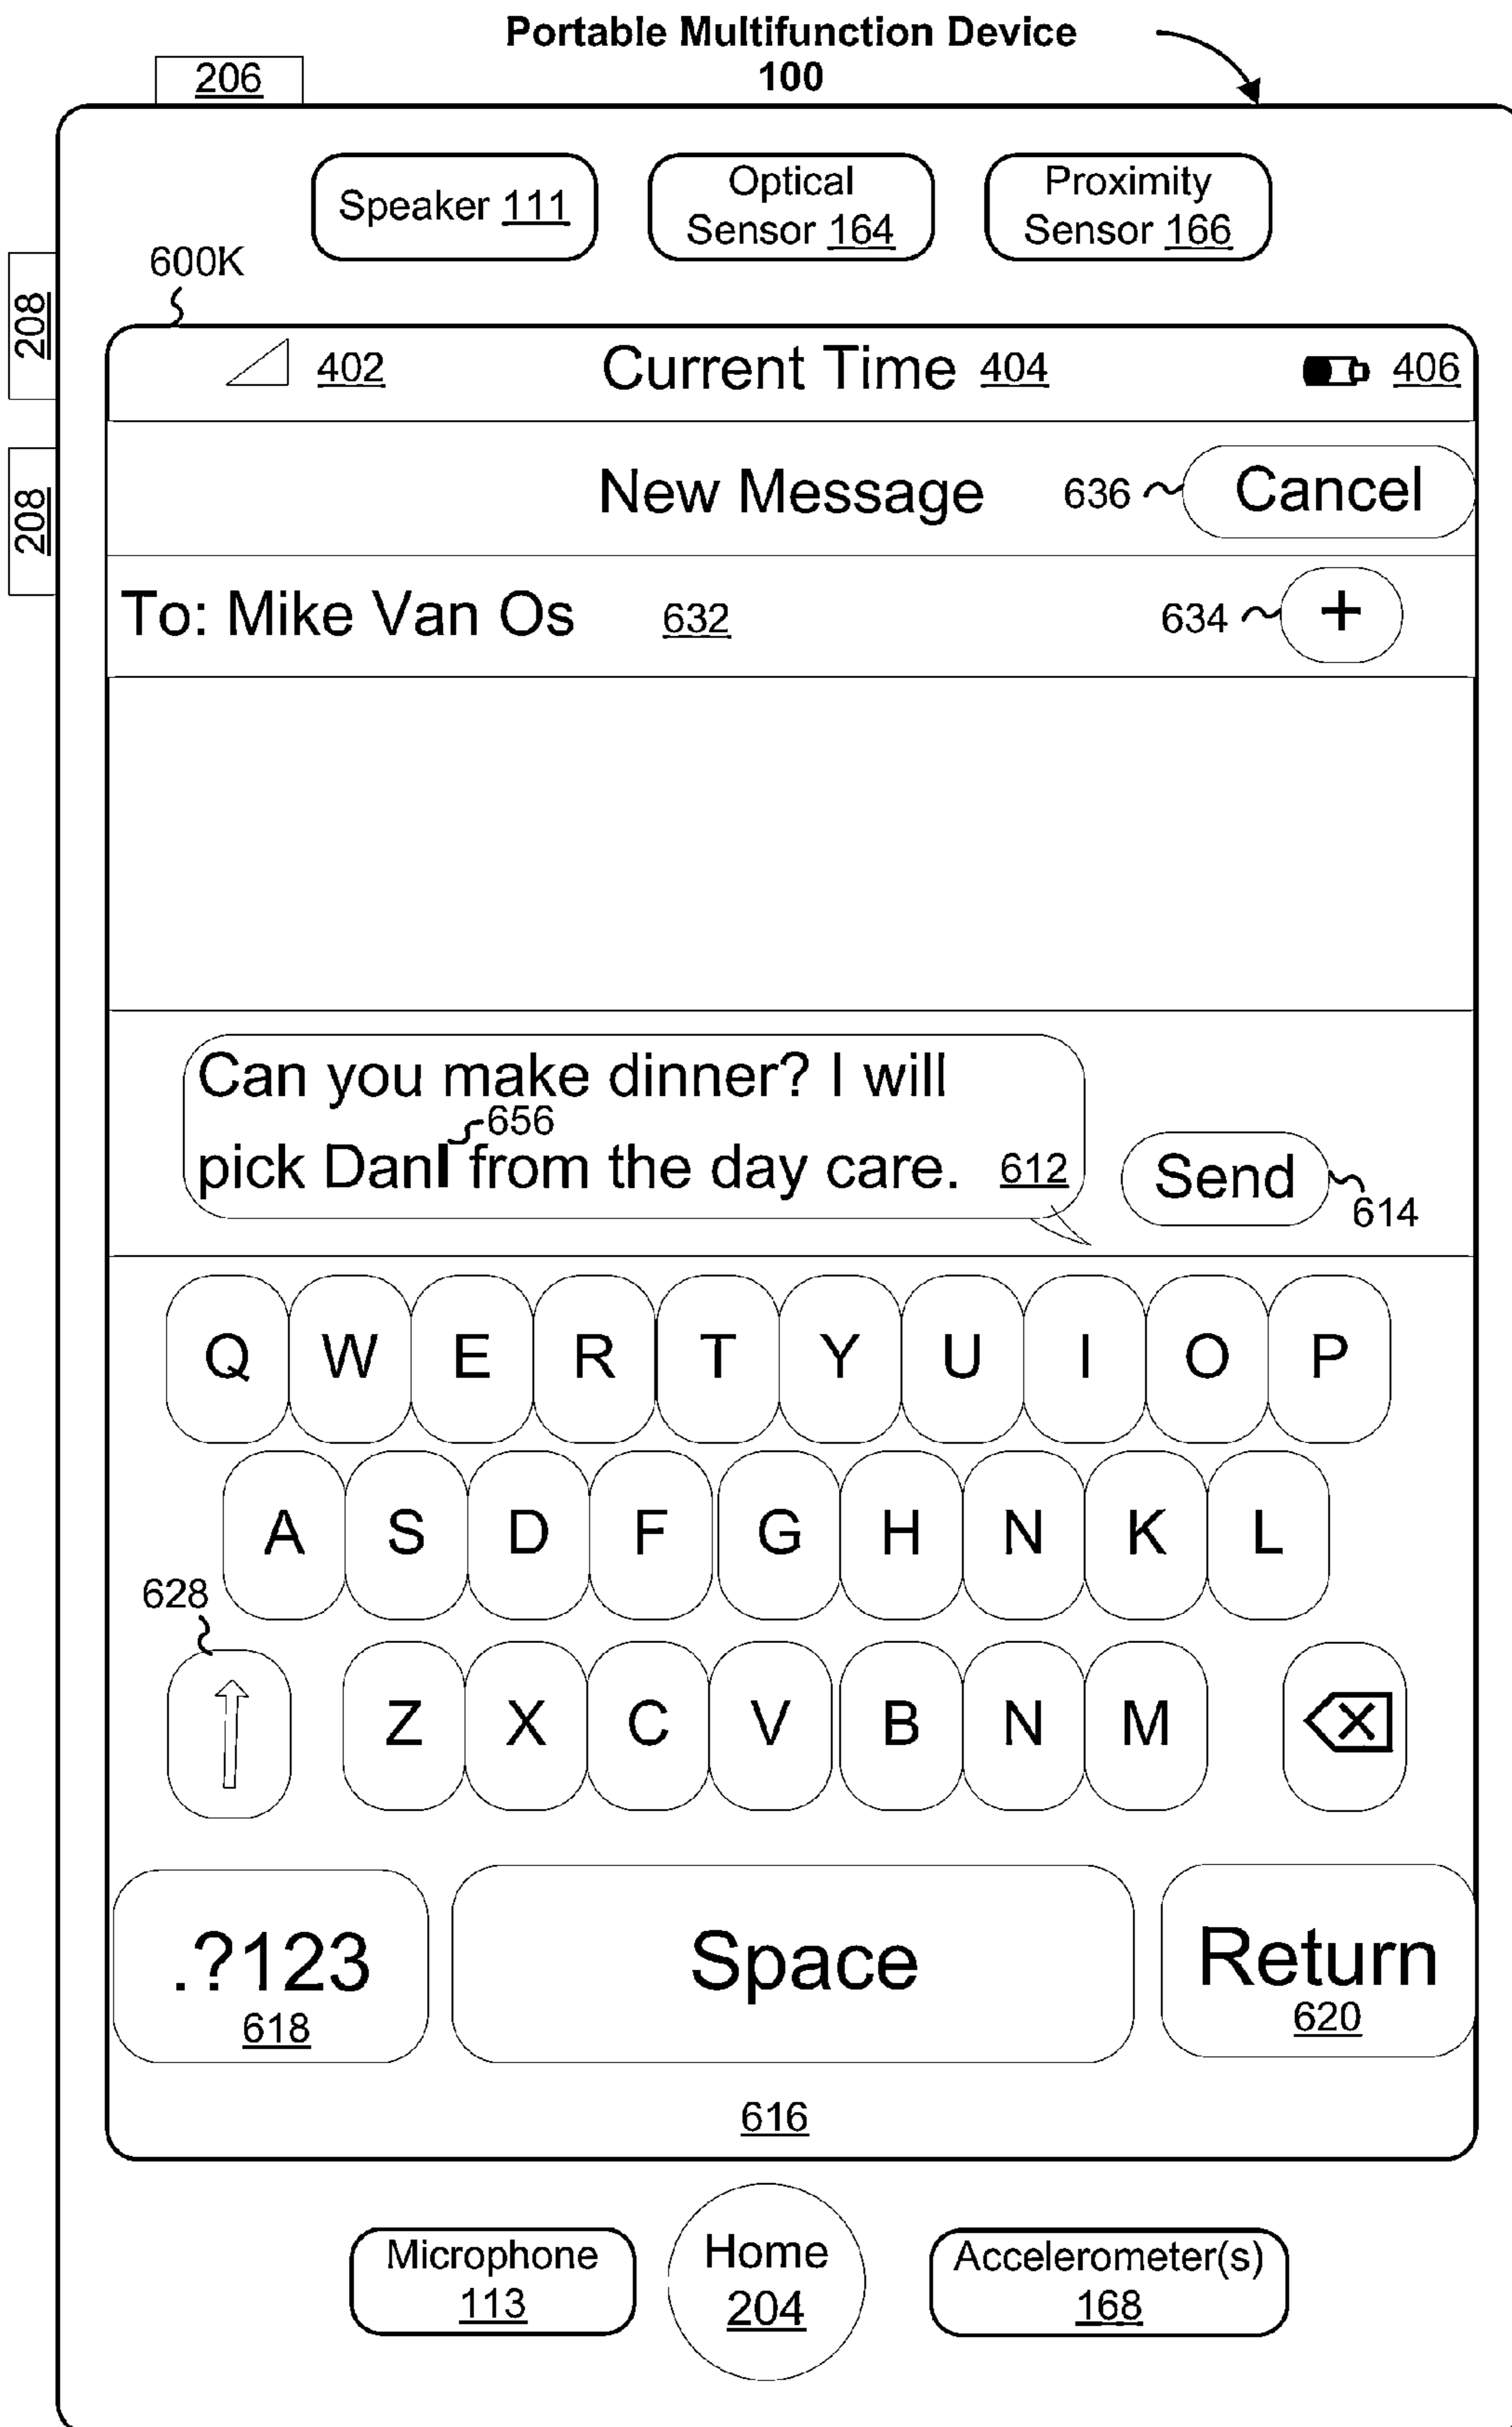 Portable Multifunction Device
100
206
Speaker 111
Optical
Sensor 164
Proximity
Sensor 166
600K
208
208
402 Current Time 404 406
New Message 636 Cancel
To: Mike Van Os 632 634 +
Can you make dinner? I will
656
pick Dan from the day care. 612
Send
614
Q W E R T Y U I O P
A S D F G H N K L
628
Z X C V B N M
.?123
618
Space
Return
620
616
Microphone
113
Home
204
Accelerometer(s)
168